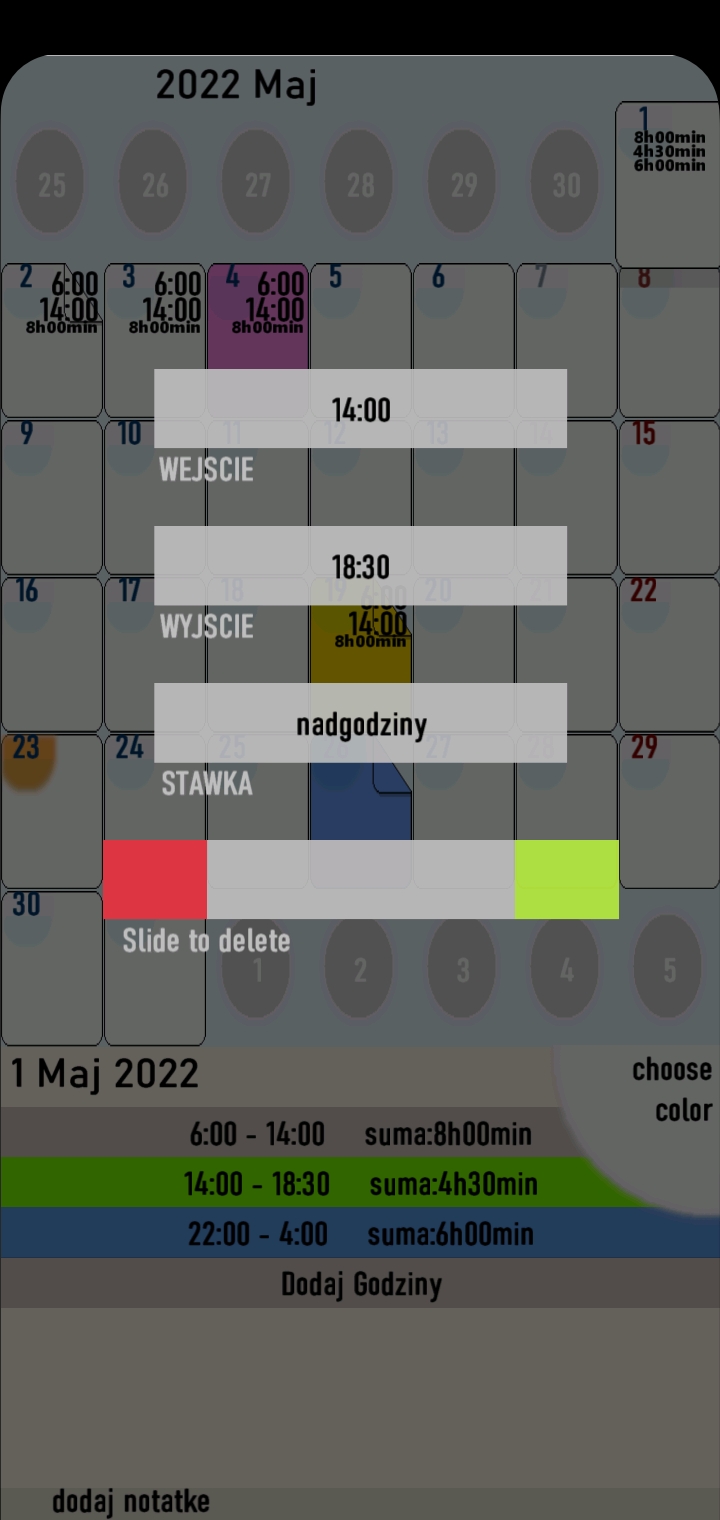 2022 Maj
25 26 27 28 29 30 1
8h00min
4h30min
6h00min
2 3 4 5 6 7 8
6:00 6:00 6:00
14:00 14:00 14:00
8h00min 8h00min 8h00min
14:00
9 10 11 12 13 14 15
WEJSCIE
18:30
16 17 18 19 20 21 22
6:00
WYJSCIE
14:00
8h00min
nadgodziny
23 24 25 26 27 28 29
STAWKA
30
Slide to delete
1 2 3 4 5
1 Maj 2022
choose
color
6:00 - 14:00 suma:8h00min
14:00 - 18:30 suma:4h30min
22:00 - 4:00 suma:6h00min
Dodaj Godziny
dodaj notatke